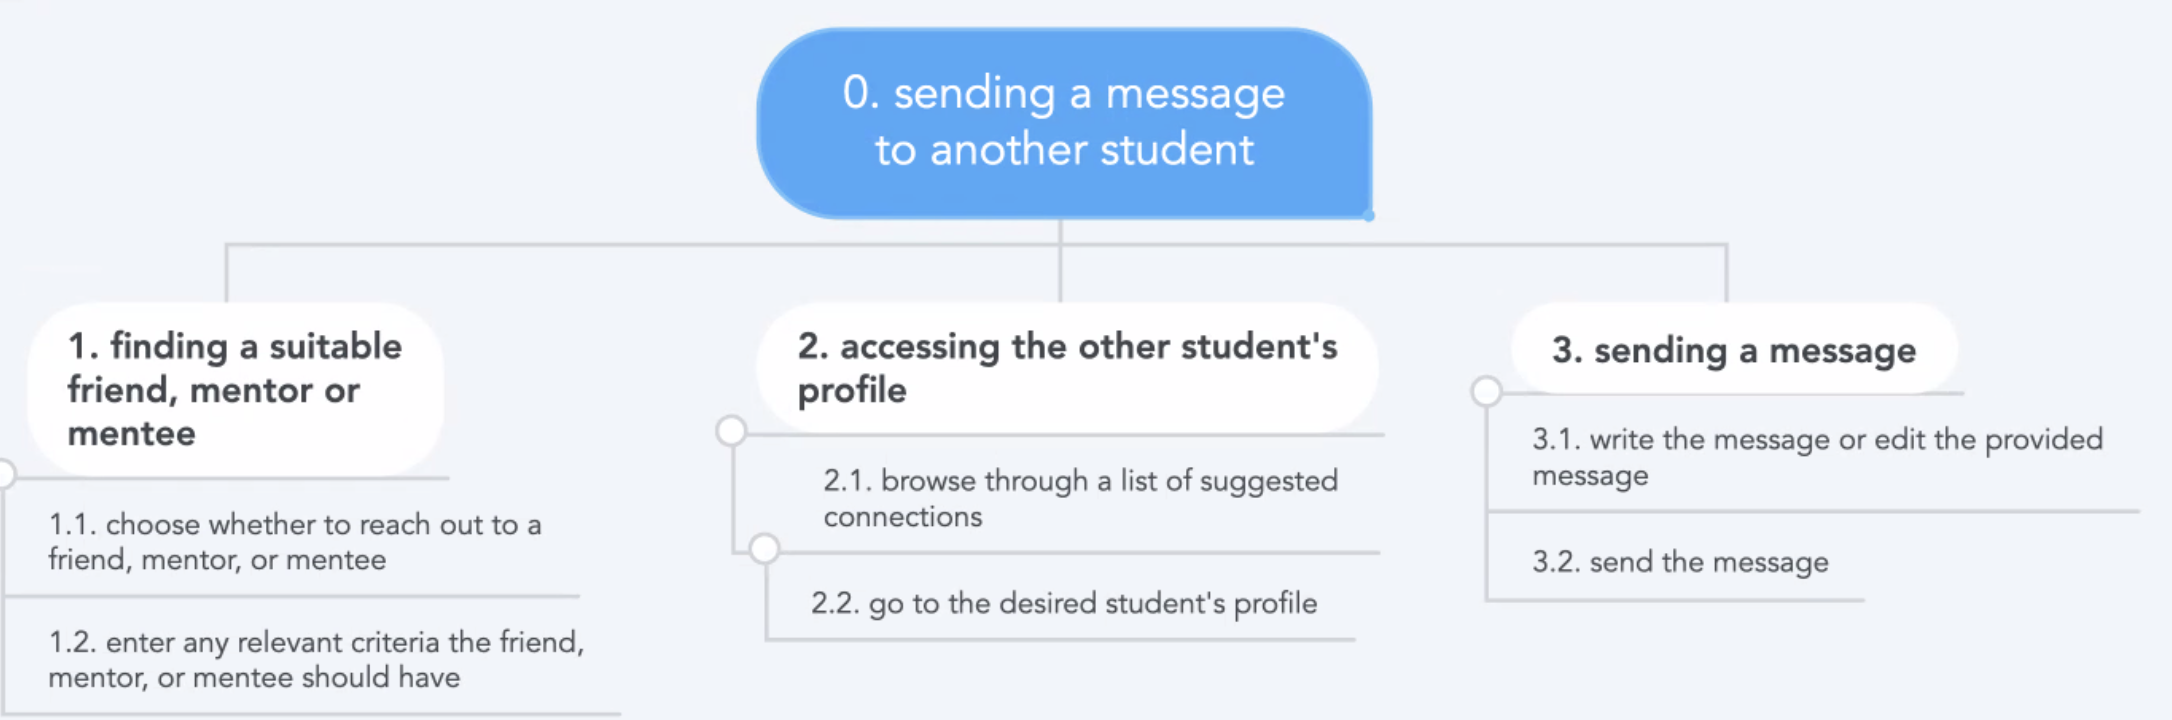 0. sending a message
to another student
1. finding a suitable
friend, mentor or
mentee
1.1. choose whether to reach out to a
friend, mentor, or mentee
1.2. enter any relevant criteria the friend,
mentor, or mentee should have
2. accessing the other student's
profile
2.1. browse through a list of suggested
connections
2.2. go to the desired student's profile
3. sending a message
3.1. write the message or edit the provided
message
3.2. send the message